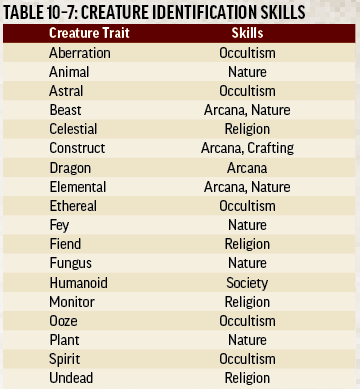 TABLE 10–7: CREATURE IDENTIFICATION SKILLS
Creature Trait Skills
Aberration Occultism
Animal Nature
Astral Occultism
Beast Arcana, Nature
Celestial Religion
Construct Arcana, Crafting
Dragon Arcana
Elemental Arcana, Nature
Ethereal Occultism
Fey Nature
Fiend Religion
Fungus Nature
Humanoid Society
Monitor Religion
Ooze Occultism
Plant Nature
Spirit Occultism
Undead Religion